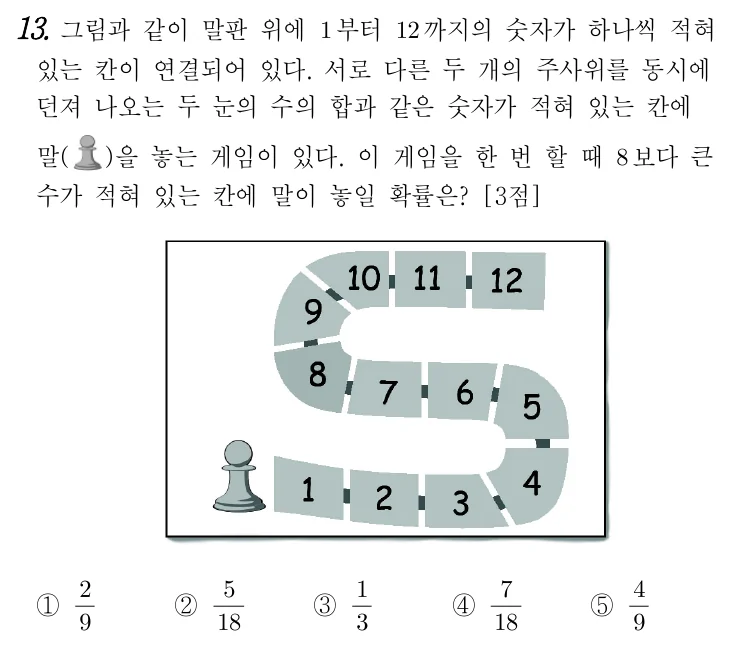 13. 그림과 같이 말판 위에 1부터 12까지의 숫자가 하나씩 적혀
있는 칸이 연결되어 있다. 서로 다른 두 개의 주사위를 동시에
던져 나오는 두 눈의 수의 합과 같은 숫자가 적혀 있는 칸에
말( )을 놓는 게임이 있다. 이 게임을 한 번 할 때 8보다 큰
수가 적혀 있는 칸에 말이 놓일 확률은? [3점]
10 11 12
9
8 7 6 5
1 2 3 4
① 2/9 ② 5/18 ③ 1/3 ④ 7/18 ⑤ 4/9